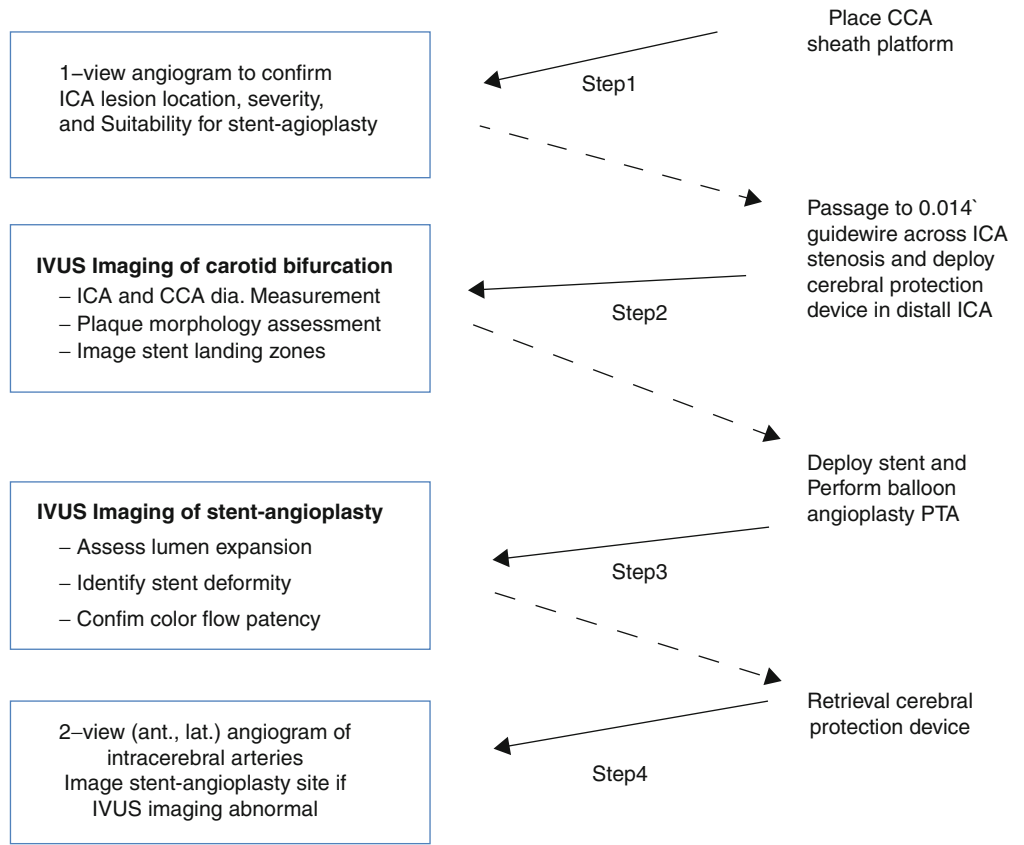 Place CCA
sheath platform
Step1
1–view angiogram to confirm
ICA lesion location, severity,
and Suitability for stent-agioplasty
Passage to 0.014`
guidewire across ICA
stenosis and deploy
cerebral protection
device in distall ICA
Step2
IVUS Imaging of carotid bifurcation
– ICA and CCA dia. Measurement
– Plaque morphology assessment
– Image stent landing zones
Deploy stent and
Perform balloon
angioplasty PTA
Step3
IVUS Imaging of stent-angioplasty
– Assess lumen expansion
– Identify stent deformity
– Confim color flow patency
Retrieval cerebral
protection device
Step4
2–view (ant., lat.) angiogram of
intracerebral arteries
Image stent-angioplasty site if
IVUS imaging abnormal